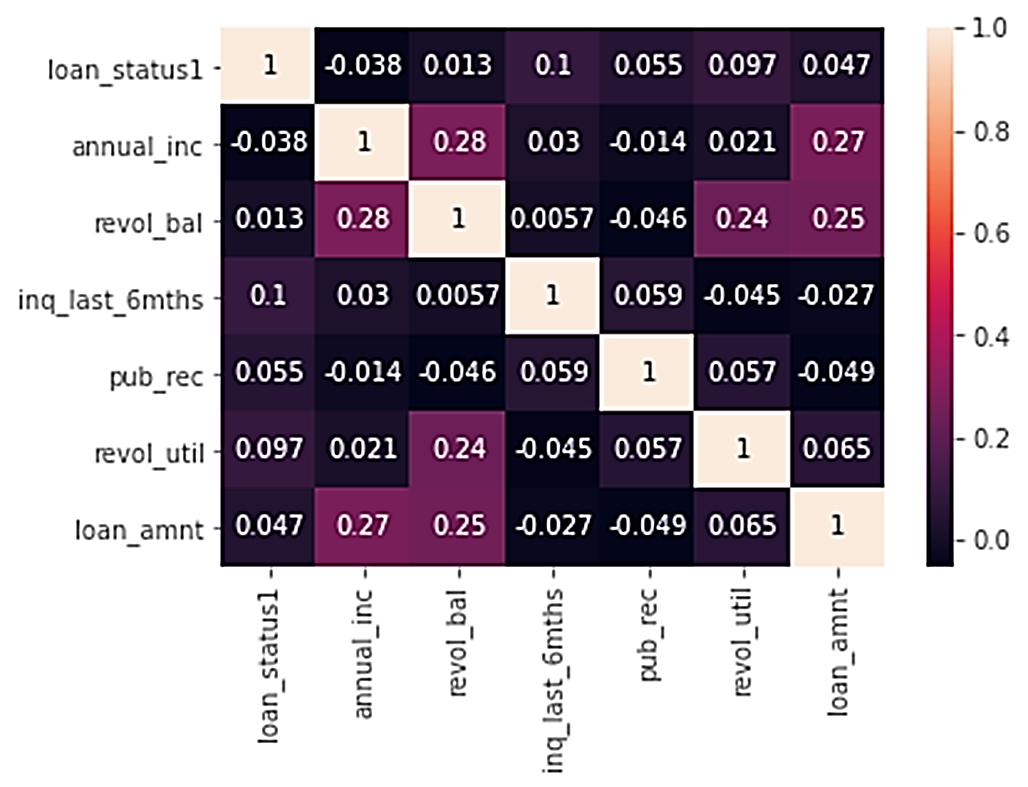 loan_status1 1 -0.038 0.013 0.1 0.055 0.097 0.047
annual_inc -0.038 1 0.28 0.03 -0.014 0.021 0.27
revol_bal 0.013 0.28 1 0.0057 -0.046 0.24 0.25
inq_last_6mths 0.1 0.03 0.0057 1 0.059 -0.045 -0.027
pub_rec 0.055 -0.014 -0.046 0.059 1 0.057 -0.049
revol_util 0.097 0.021 0.24 -0.045 0.057 1 0.065
loan_amnt 0.047 0.27 0.25 -0.027 -0.049 0.065 1
loan_status1
annual_inc
revol_bal
inq_last_6mths
pub_rec
revol_util
loan_amnt
1.0
0.8
0.6
0.4
0.2
0.0